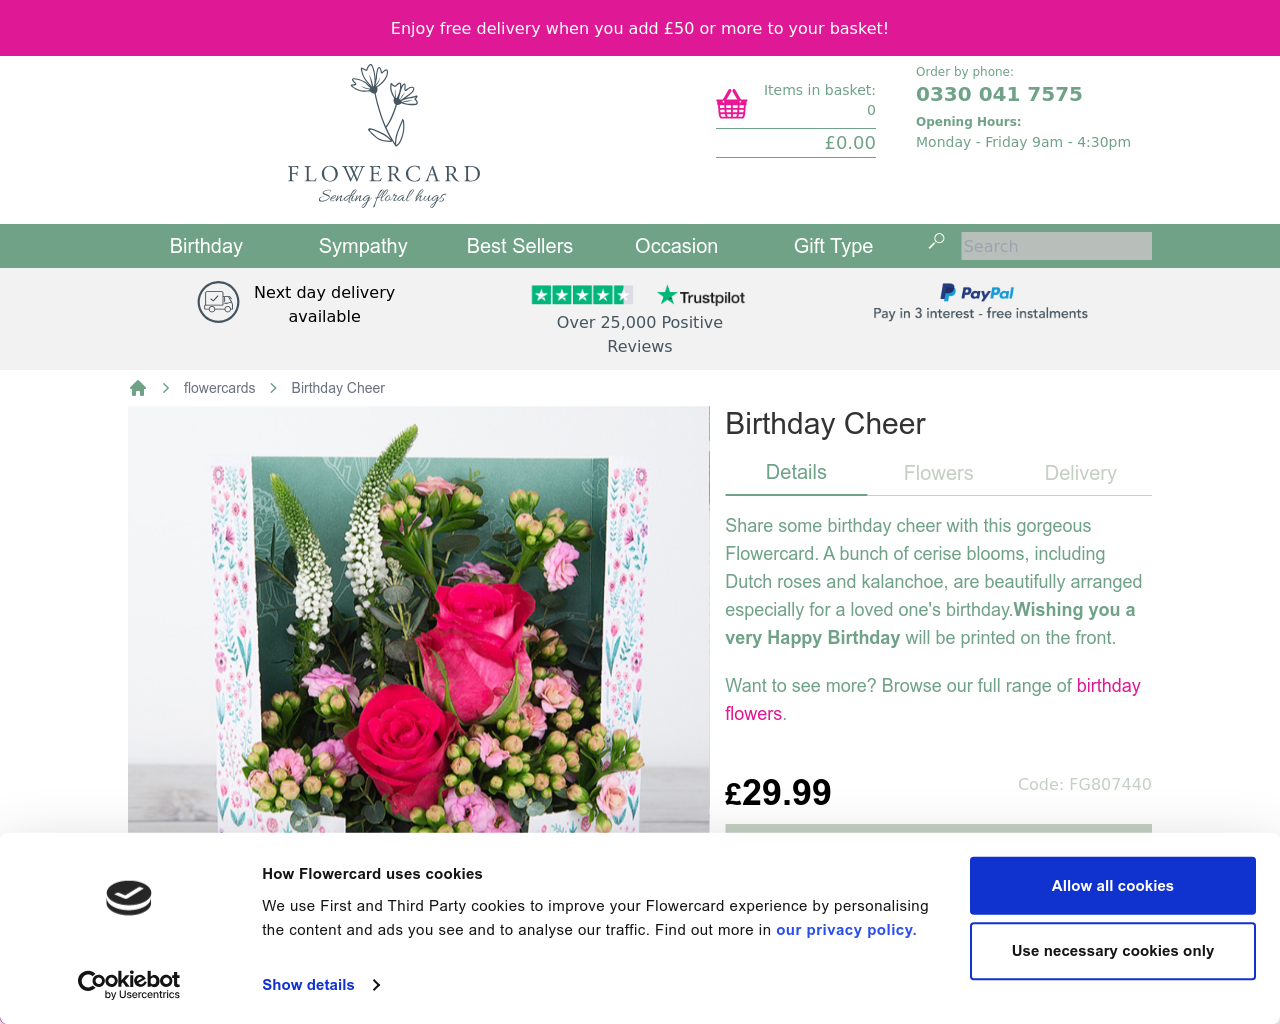 Enjoy free delivery when you add £50 or more to your basket!
FLOWERCARD
Sending floral hugs
Items in basket:
0
£0.00
Order by phone:
0330 041 7575
Opening Hours:
Monday - Friday 9am - 4:30pm
Birthday
Sympathy
Best Sellers
Occasion
Gift Type
Search
Next day delivery
available
Trustpilot
Over 25,000 Positive
Reviews
PayPal
Pay in 3 interest - free instalments
flowercards
Birthday Cheer
Birthday Cheer
Details
Flowers
Delivery
Share some birthday cheer with this gorgeous
Flowercard. A bunch of cerise blooms, including
Dutch roses and kalanchoe, are beautifully arranged
especially for a loved one's birthday.Wishing you a
very Happy Birthday will be printed on the front.
Want to see more? Browse our full range of birthday
flowers.
£29.99
Code: FG807440
How Flowercard uses cookies
We use First and Third Party cookies to improve your Flowercard experience by personalising
the content and ads you see and to analyse our traffic. Find out more in our privacy policy.
Show details
Cookiebot
by Usercentrics
Allow all cookies
Use necessary cookies only